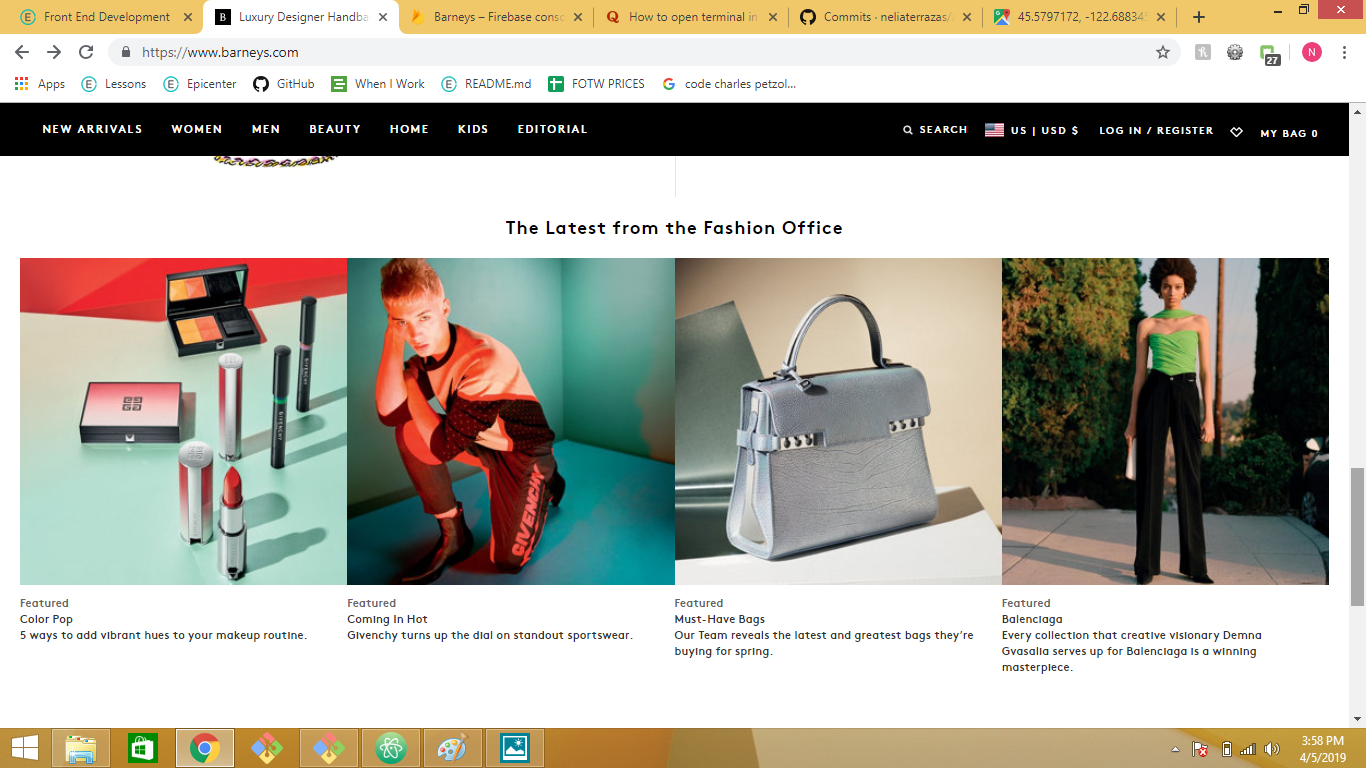 Front End Development
Luxury Designer Handba
Barneys – Firebase consc
How to open terminal in
Commits · neliaterrazas/
45.5797172, -122.68834
https://www.barneys.com
27
N
Apps
Lessons
Epicenter
GitHub
When I Work
README.md
FOTW PRICES
code charles petzol...
NEW ARRIVALS
WOMEN
MEN
BEAUTY
HOME
KIDS
EDITORIAL
SEARCH
US | USD $
LOG IN / REGISTER
MY BAG 0
The Latest from the Fashion Office
GIVENCHY
GIVENCHY
GIVENCHY
Featured
Color Pop
5 ways to add vibrant hues to your makeup routine.
Featured
Coming In Hot
Givenchy turns up the dial on standout sportswear.
Featured
Must-Have Bags
Our Team reveals the latest and greatest bags they're
buying for spring.
Featured
Balenciaga
Every collection that creative visionary Demna
Gvasalia serves up for Balenciaga is a winning
masterpiece.
3:58 PM
4/5/2019